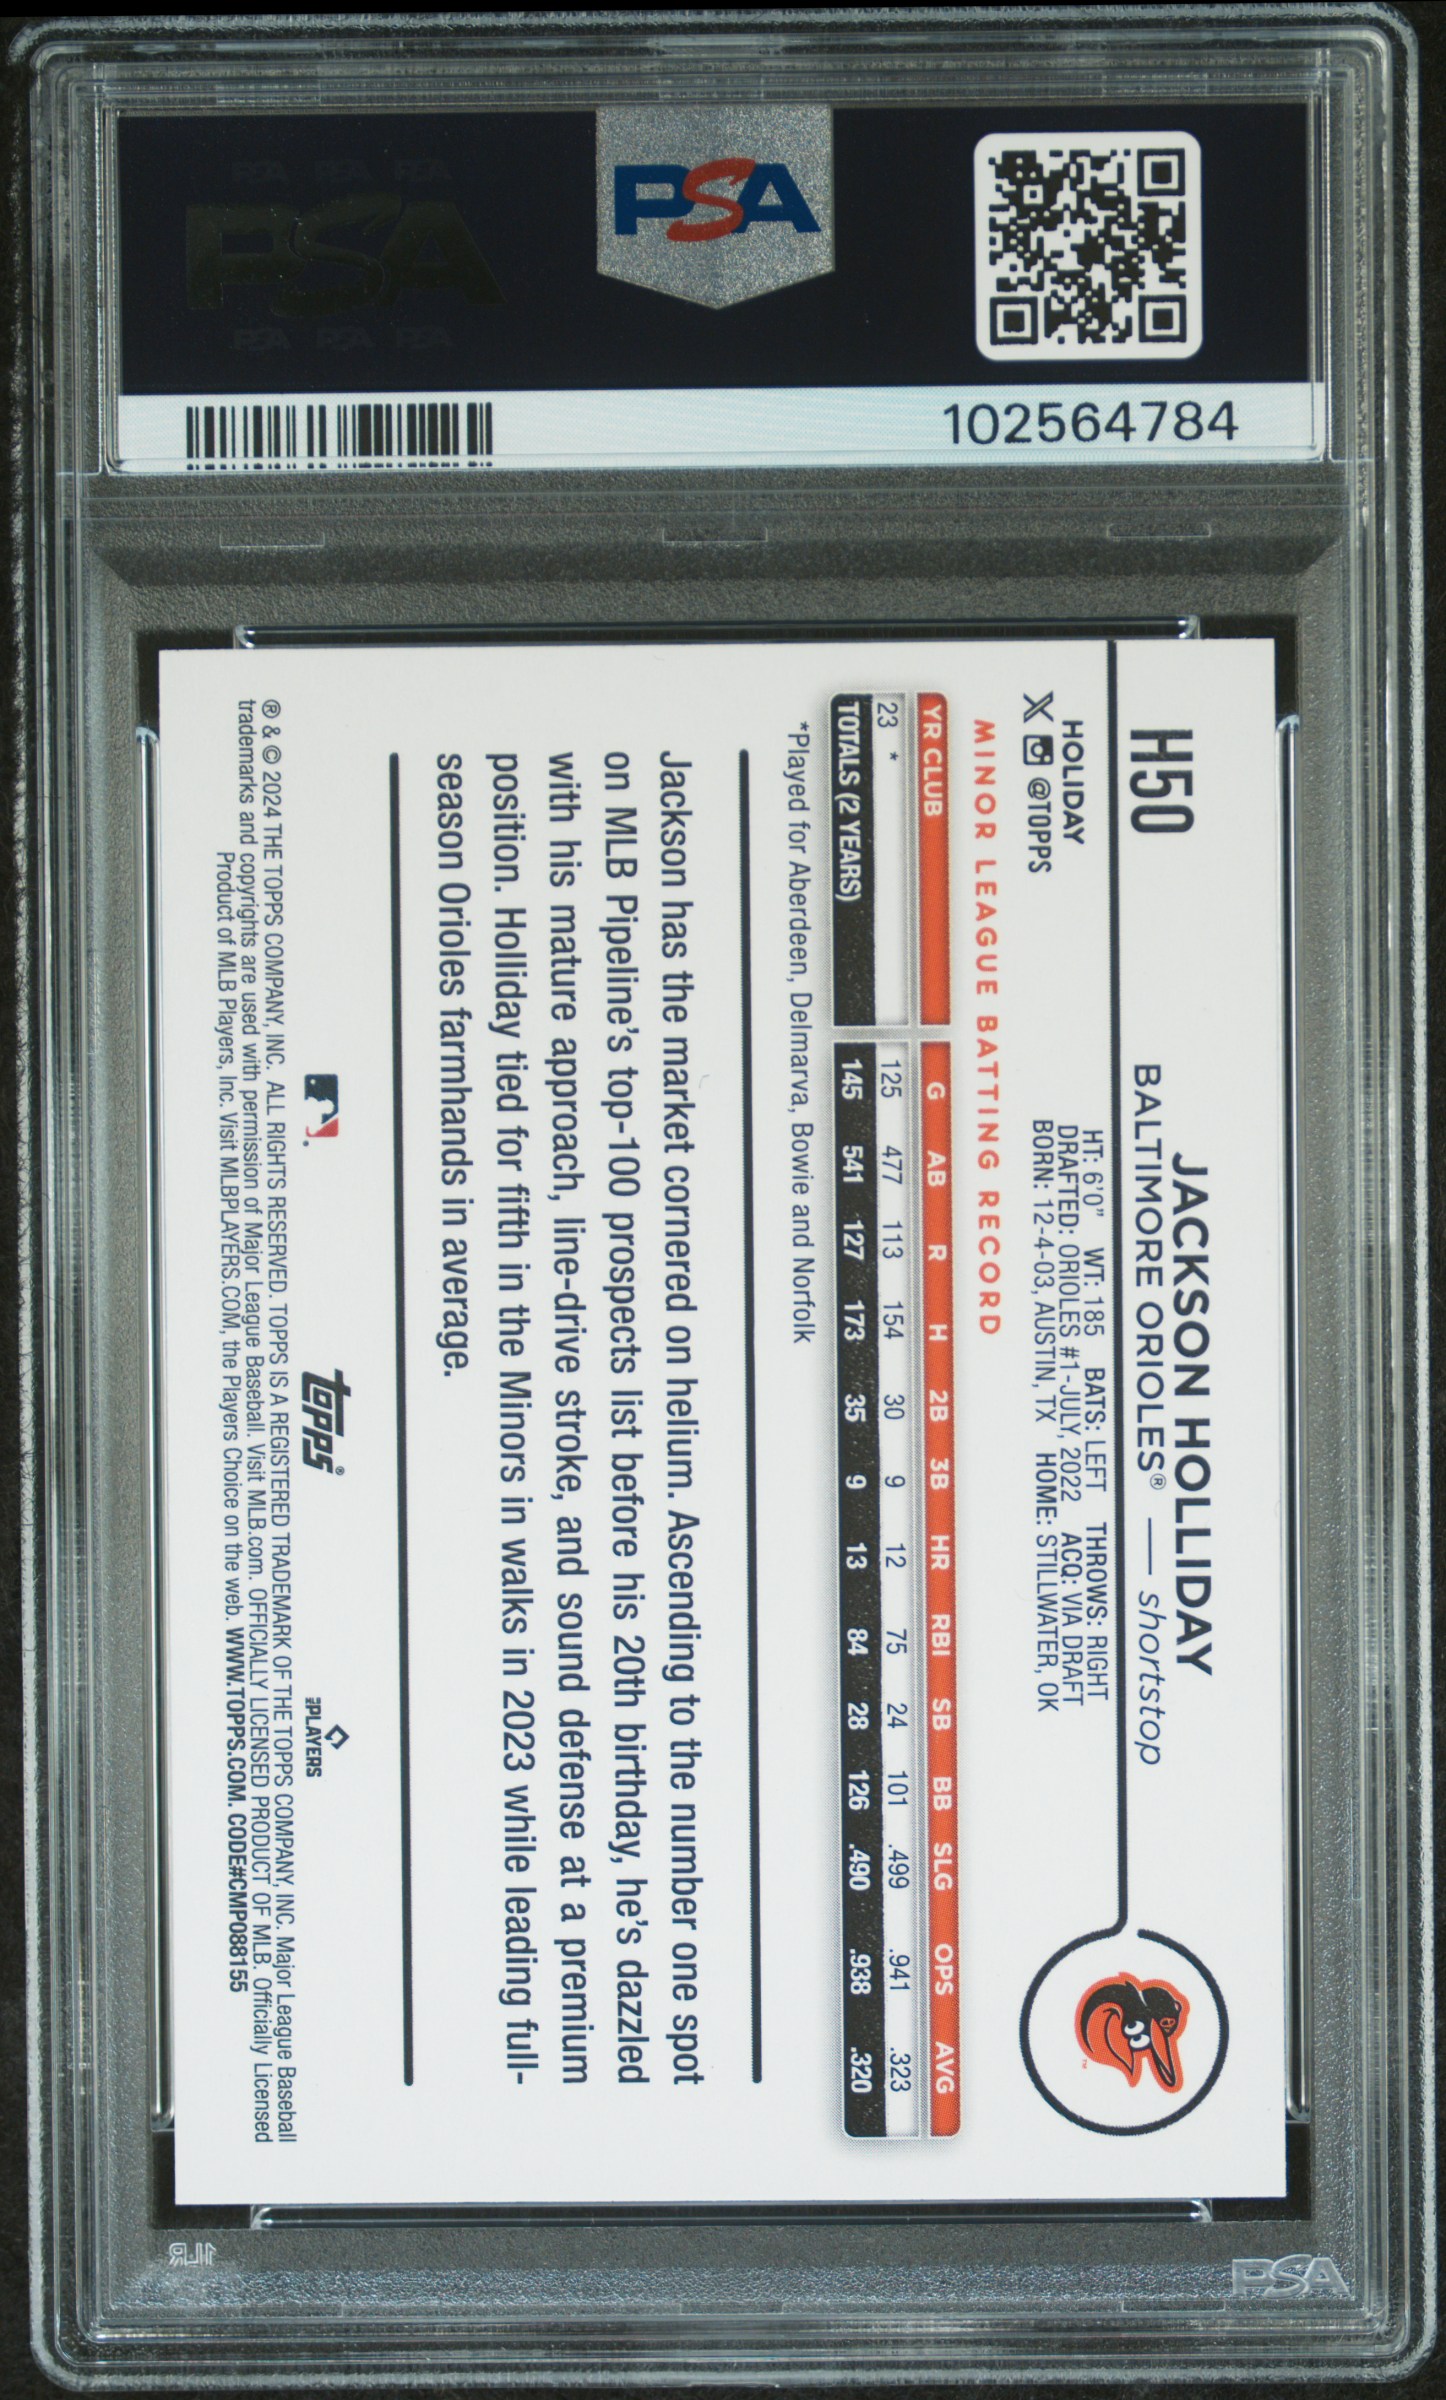 PSA PSA PSA
PSA
PSA PSA PSA
PSA
102564784
H50
JACKSON HOLLIDAY
BALTIMORE ORIOLES® — shortstop
HOLIDAY
X @TOPPS
HT: 6'0" WT: 185 BATS: LEFT THROWS: RIGHT
DRAFTED: ORIOLES #1-JULY, 2022 ACQ: VIA DRAFT
BORN: 12-4-03, AUSTIN, TX HOME: STILLWATER, OK
MINOR LEAGUE BATTING RECORD
YR CLUB G AB R H 2B 3B HR RBI SB BB SLG OPS AVG
23 * 125 477 113 154 30 9 12 75 24 101 .499 .941 .323
TOTALS (2 YEARS) 145 541 127 173 35 9 13 84 28 126 .490 .938 .320
*Played for Aberdeen, Delmarva, Bowie and Norfolk
Jackson has the market cornered on helium. Ascending to the number one spot
on MLB Pipeline's top-100 prospects list before his 20th birthday, he's dazzled
with his mature approach, line-drive stroke, and sound defense at a premium
position. Holliday tied for fifth in the Minors in walks in 2023 while leading full-
season Orioles farmhands in average.
topps®
PLAYERS
® & © 2024 THE TOPPS COMPANY, INC. ALL RIGHTS RESERVED. TOPPS IS A REGISTERED TRADEMARK OF THE TOPPS COMPANY, INC. Major League Baseball
trademarks and copyrights are used with permission of Major League Baseball. Visit MLB.com. OFFICIALLY LICENSED PRODUCT OF MLB. Officially Licensed
Product of MLB Players, Inc. Visit MLBPLAYERS.COM, the Players Choice on the web. WWW.TOPPS.COM. CODE#CMP088155
PSA